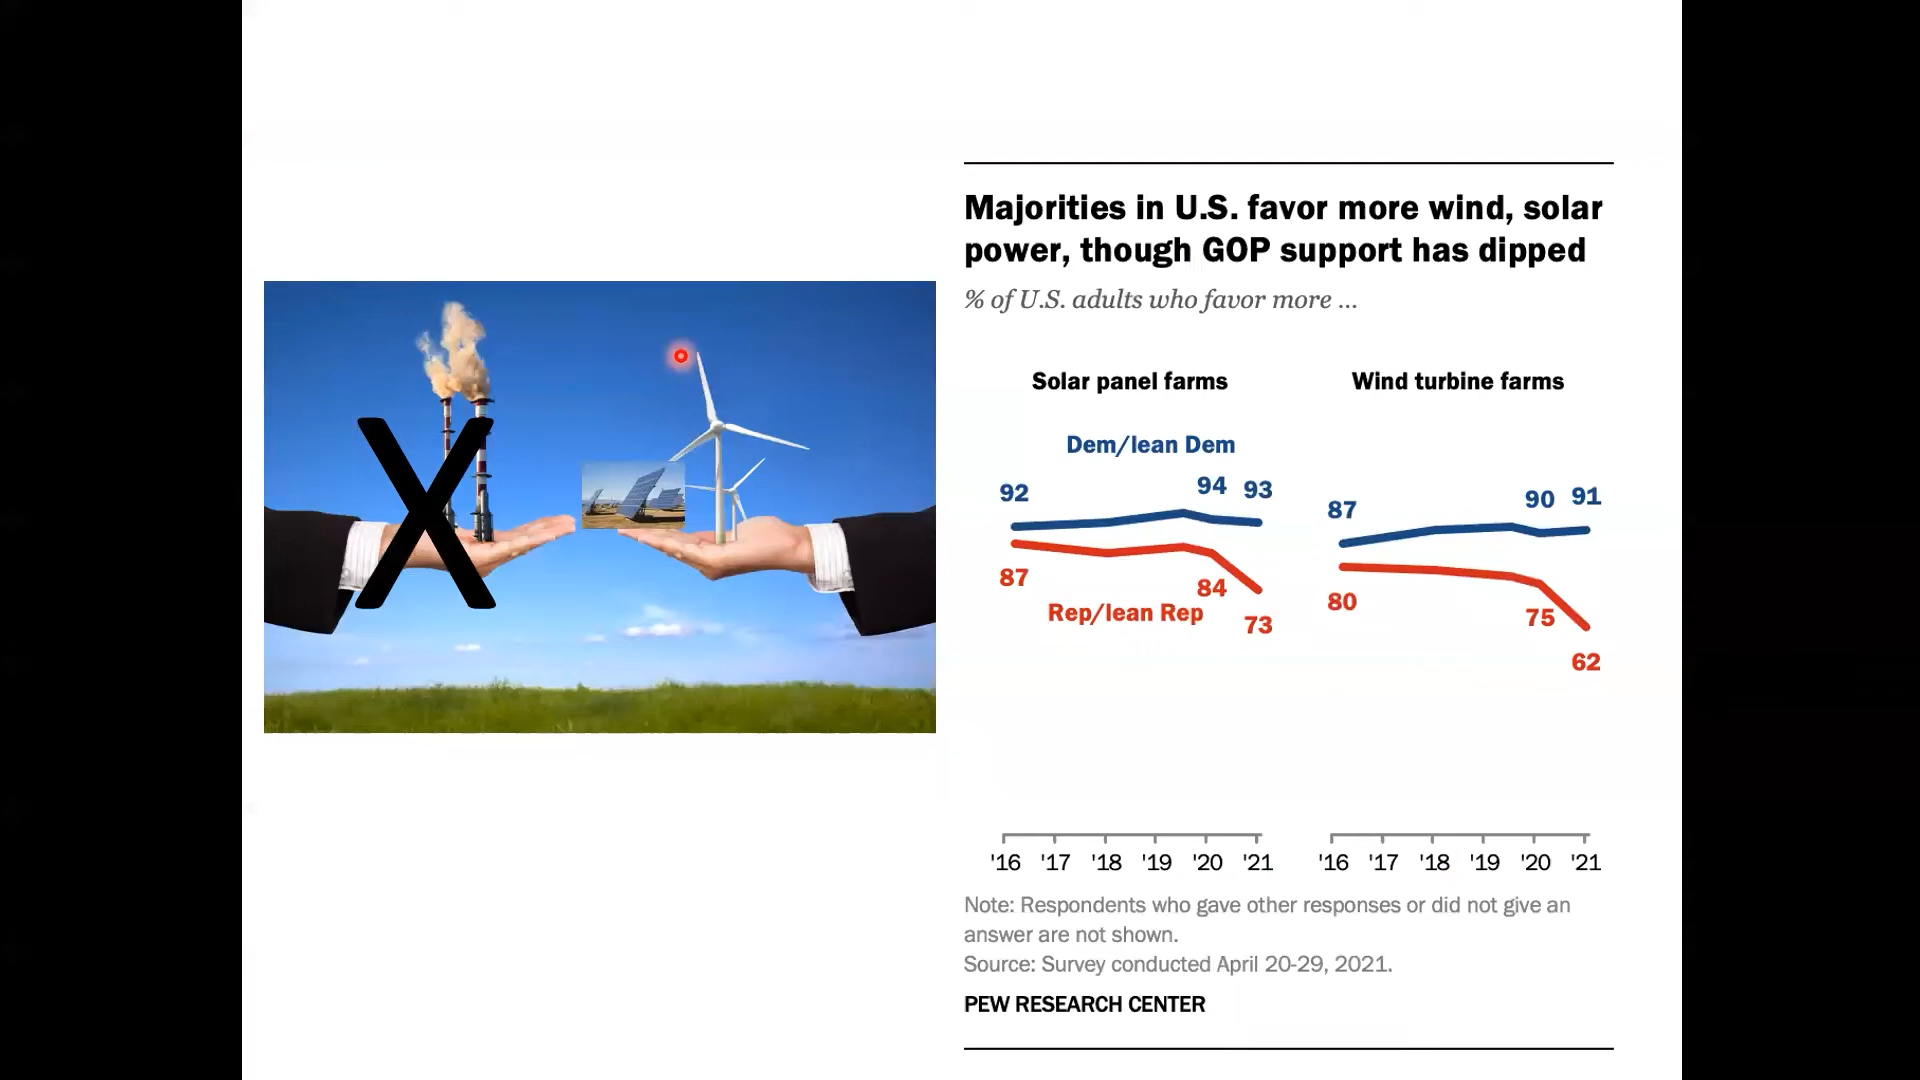 X
Majorities in U.S. favor more wind, solar
power, though GOP support has dipped
% of U.S. adults who favor more ...
Solar panel farms
Dem/lean Dem
92 94 93
87 84 73
Rep/lean Rep
'16 '17 '18 '19 '20 '21
Wind turbine farms
87 90 91
80 75 62
'16 '17 '18 '19 '20 '21
Note: Respondents who gave other responses or did not give an
answer are not shown.
Source: Survey conducted April 20-29, 2021.
PEW RESEARCH CENTER